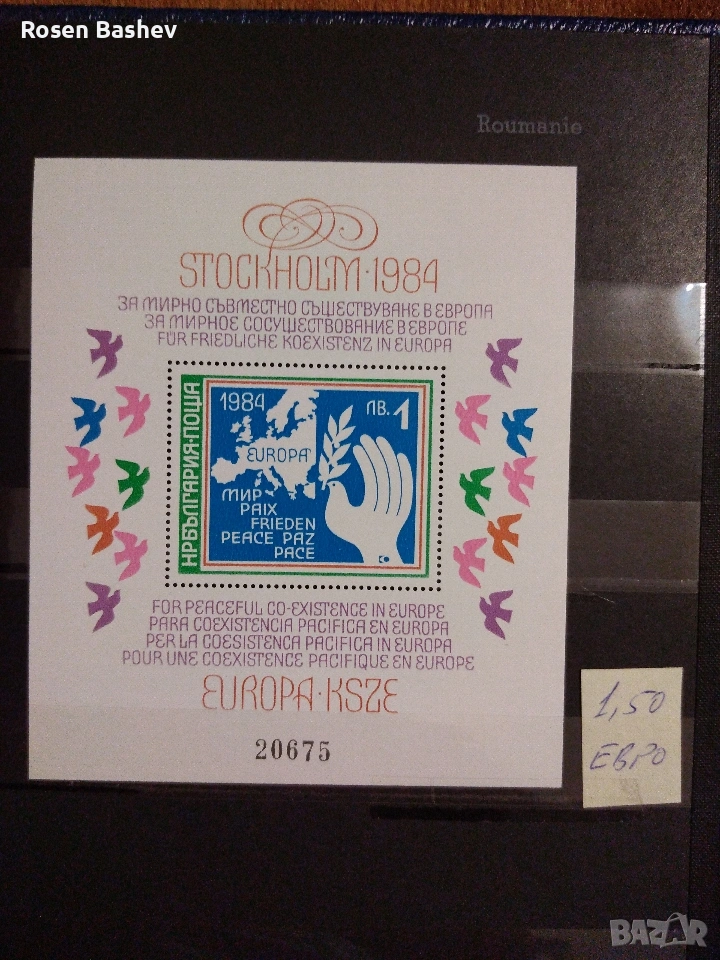 Rosen Bashev
Roumanie
STOCKHOLM·1984
ЗА МИРНО СЪВМЕСТНО СЪЩЕСТВУВАНЕ В ЕВРОПА
ЗА МИРНОЕ СОСУЩЕСТВОВАНИЕ В ЕВРОПЕ
FÜR FRIEDLICHE KOEXISTENZ IN EUROPA
НР БЪЛГАРИЯ·ПОЩА
1984
ЛВ. 1
EUROPA
МИР
PAIX
FRIEDEN
PEACE PAZ
PACE
FOR PEACEFUL CO-EXISTENCE IN EUROPE
PARA COEXISTENCIA PACIFICA EN EUROPA
PER LA COESISTENCA PACIFICA IN EUROPA
POUR UNE COEXISTENCE PACIFIQUE EN EUROPE
EUROPA·KSZE
20675
1,50
ЕВРО
BAZAR